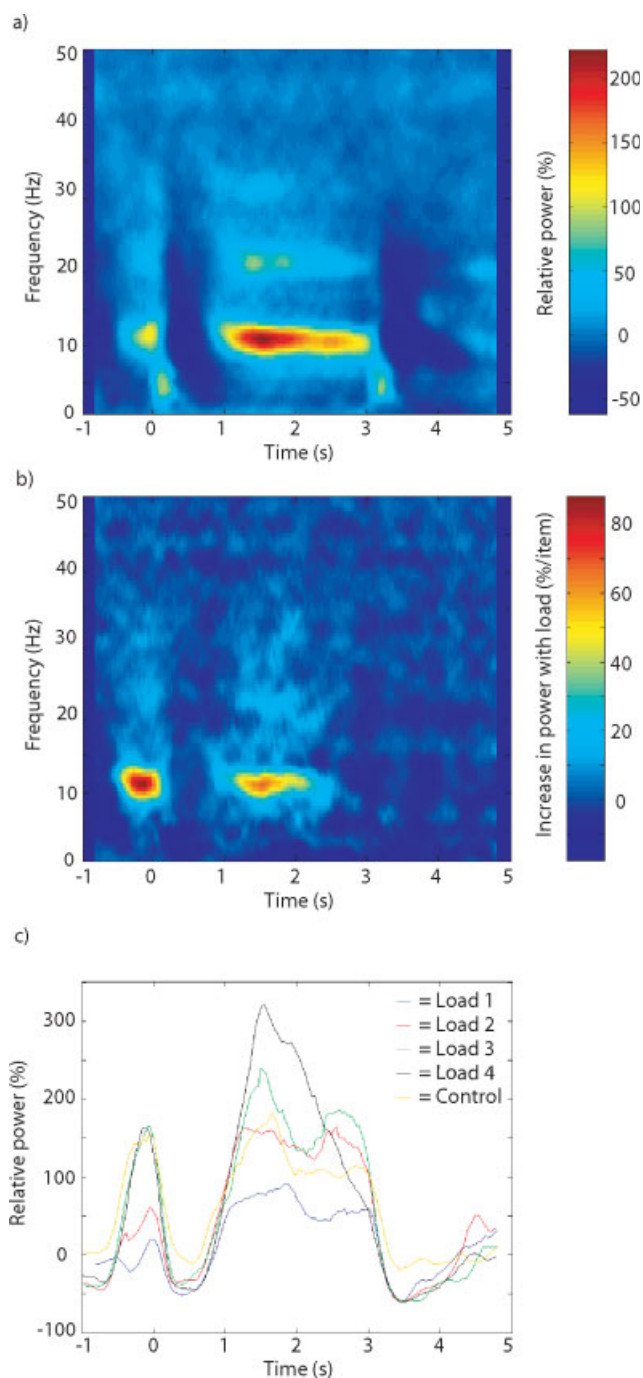 a)
50
40
30
20
10
0
Frequency (Hz)
-1 0 1 2 3 4 5
Time (s)
200
150
100
50
0
-50
Relative power (%)
b)
50
40
30
20
10
0
Frequency (Hz)
-1 0 1 2 3 4 5
Time (s)
80
60
40
20
0
Increase in power with load (%/item)
c)
300
200
100
0
-100
Relative power (%)
= Load 1
= Load 2
= Load 3
= Load 4
= Control
-1 0 1 2 3 4 5
Time (s)